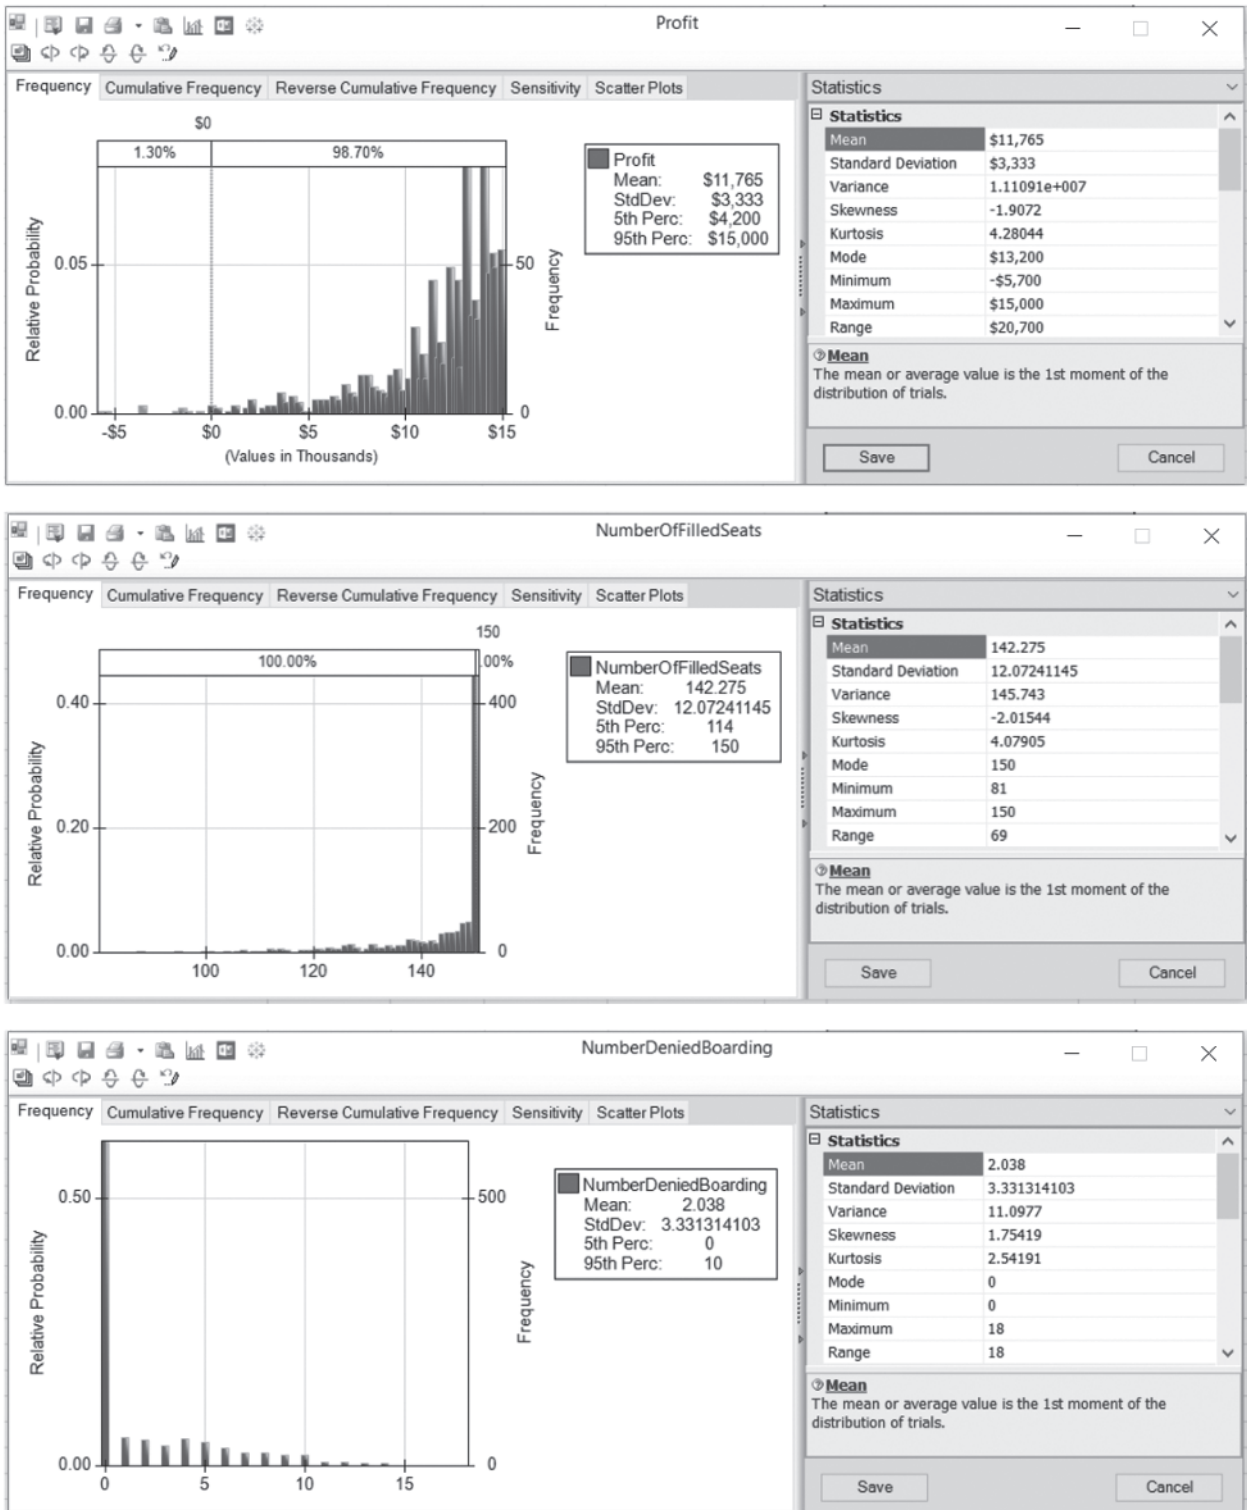 Profit
Frequency Cumulative Frequency Reverse Cumulative Frequency Sensitivity Scatter Plots
$0
1.30% 98.70%
Relative Probability
0.05
0.00
50
0
Frequency
-$5 $0 $5 $10 $15
(Values in Thousands)
Profit
Mean: $11,765
StdDev: $3,333
5th Perc: $4,200
95th Perc: $15,000
Statistics
Statistics
Mean $11,765
Standard Deviation $3,333
Variance 1.11091e+007
Skewness -1.9072
Kurtosis 4.28044
Mode $13,200
Minimum -$5,700
Maximum $15,000
Range $20,700
Mean
The mean or average value is the 1st moment of the
distribution of trials.
Save Cancel
NumberOfFilledSeats
Frequency Cumulative Frequency Reverse Cumulative Frequency Sensitivity Scatter Plots
150
100.00% .00%
Relative Probability
0.40
0.20
0.00
400
200
0
Frequency
100 120 140
NumberOfFilledSeats
Mean: 142.275
StdDev: 12.07241145
5th Perc: 114
95th Perc: 150
Statistics
Statistics
Mean 142.275
Standard Deviation 12.07241145
Variance 145.743
Skewness -2.01544
Kurtosis 4.07905
Mode 150
Minimum 81
Maximum 150
Range 69
Mean
The mean or average value is the 1st moment of the
distribution of trials.
Save Cancel
NumberDeniedBoarding
Frequency Cumulative Frequency Reverse Cumulative Frequency Sensitivity Scatter Plots
Relative Probability
0.50
0.00
500
0
Frequency
0 5 10 15
NumberDeniedBoarding
Mean: 2.038
StdDev: 3.331314103
5th Perc: 0
95th Perc: 10
Statistics
Statistics
Mean 2.038
Standard Deviation 3.331314103
Variance 11.0977
Skewness 1.75419
Kurtosis 2.54191
Mode 0
Minimum 0
Maximum 18
Range 18
Mean
The mean or average value is the 1st moment of the
distribution of trials.
Save Cancel